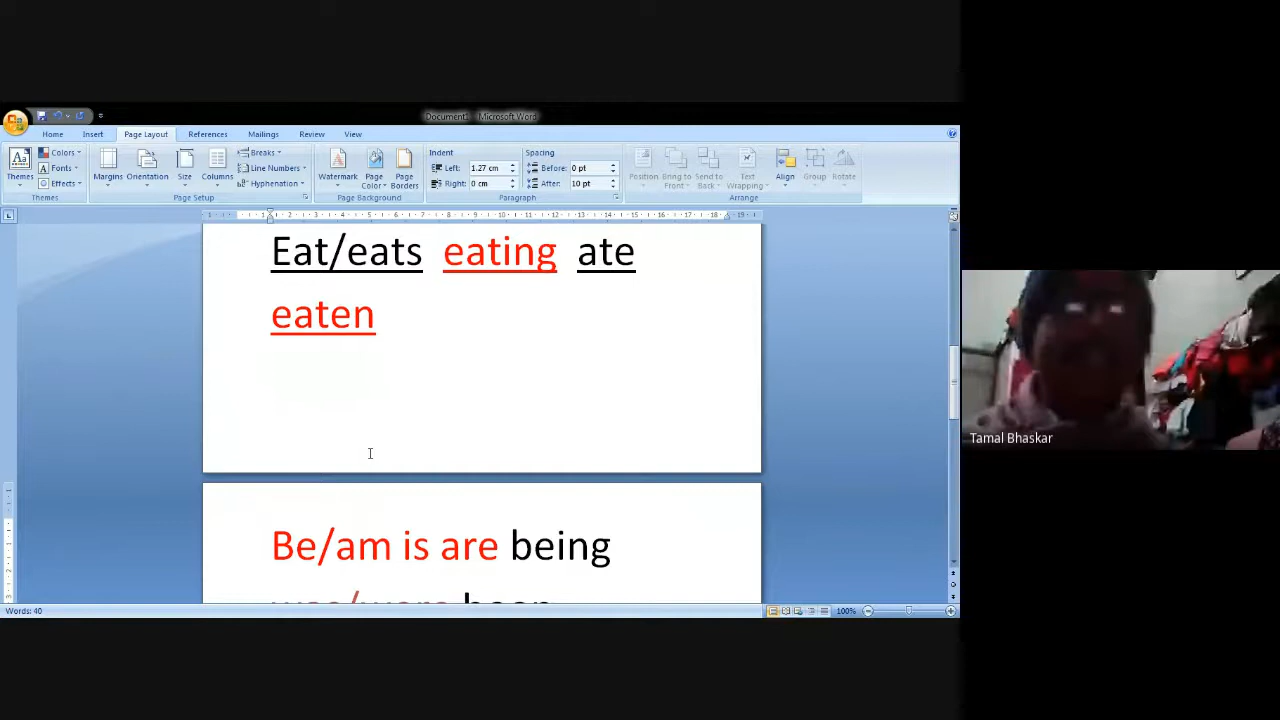 Document1 - Microsoft Word
Home Insert Page Layout References Mailings Review View
Themes
Colors
Fonts
Effects
Themes
Margins
Orientation
Size
Columns
Breaks
Line Numbers
Hyphenation
Page Setup
Watermark
Page Color
Page Borders
Page Background
Indent
Left: 1.27 cm
Right: 0 cm
Spacing
Before: 0 pt
After: 10 pt
Paragraph
Position
Bring to Front
Send to Back
Text Wrapping
Align
Group
Rotate
Arrange
Eat/eats eating ate
eaten
Be/am is are being
was/were been
Tamal Bhaskar
Words: 40
100%